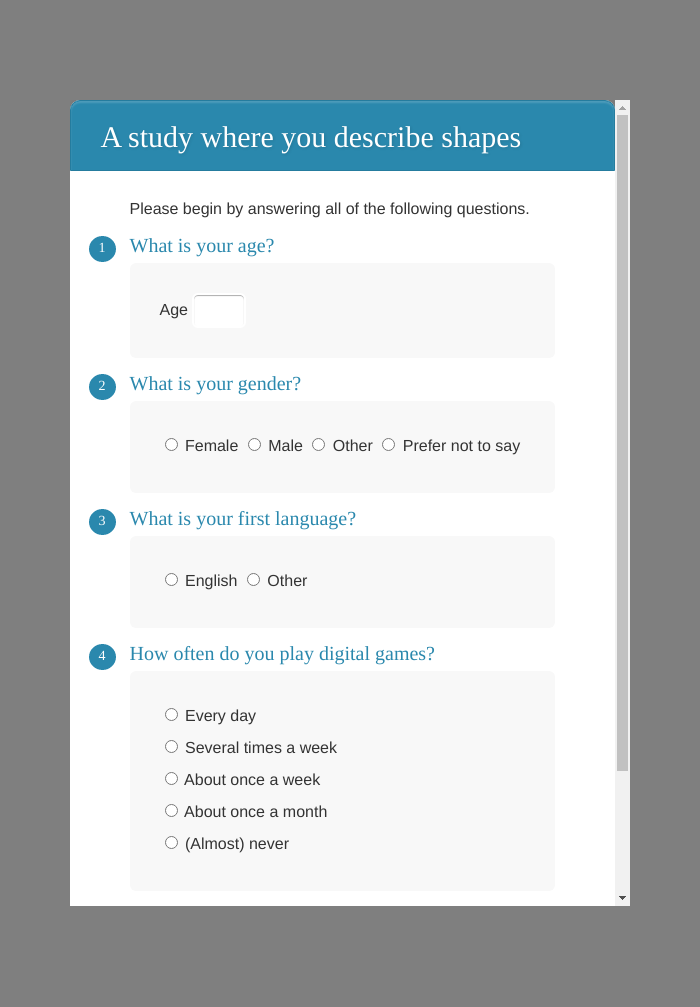 A study where you describe shapes
Please begin by answering all of the following questions.
1 What is your age?
Age
2 What is your gender?
Female Male Other Prefer not to say
3 What is your first language?
English Other
4 How often do you play digital games?
Every day
Several times a week
About once a week
About once a month
(Almost) never